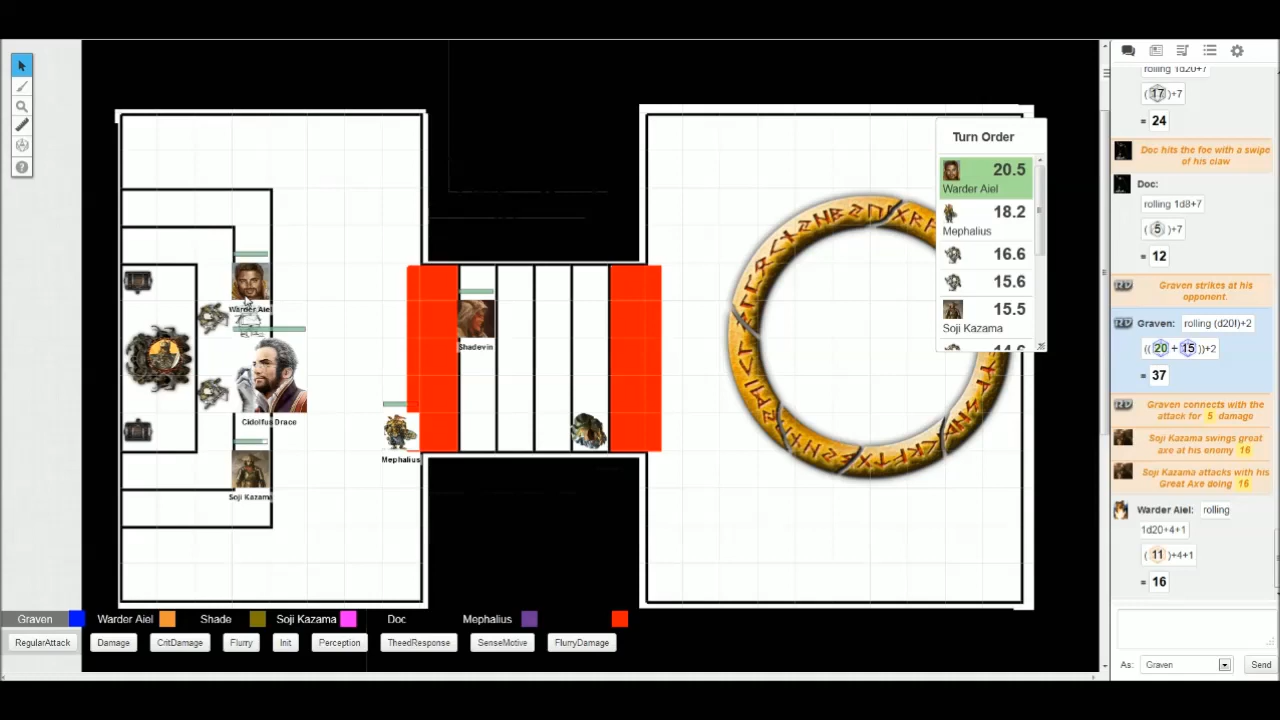 Warder Aiel
Cidolfus Drace
Soji Kazama
Mephalius
Shadevin
Turn Order
20.5
Warder Aiel
18.2
Mephalius
16.6
15.6
15.5
Soji Kazama
14.6
rolling 1d20+7
(17)+7
= 24
Doc hits the foe with a swipe
of his claw
Doc:
rolling 1d8+7
(5)+7
= 12
Graven strikes at his
opponent.
Graven: rolling (d20!)+2
((20+15))+2
= 37
Graven connects with the
attack for 5 damage
Soji Kazama swings great
axe at his enemy 16
Soji Kazama attacks with his
Great Axe doing 16
Warder Aiel: rolling
1d20+4+1
(11)+4+1
= 16
As: Graven Send
Graven Warder Aiel Shade Soji Kazama Doc Mephalius
RegularAttack Damage CritDamage Flurry Init Perception TheedResponse SenseMotive FlurryDamage